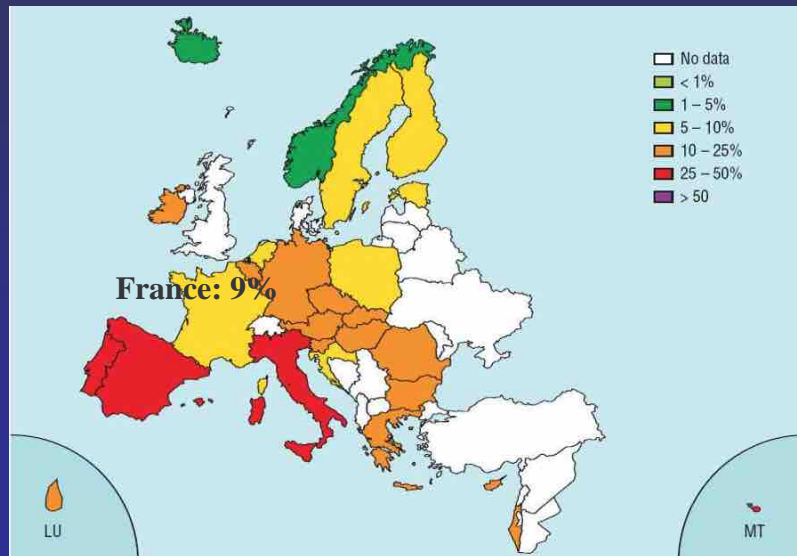 No data
< 1%
1 – 5%
5 – 10%
10 – 25%
25 – 50%
> 50
France: 9%
LU
MT